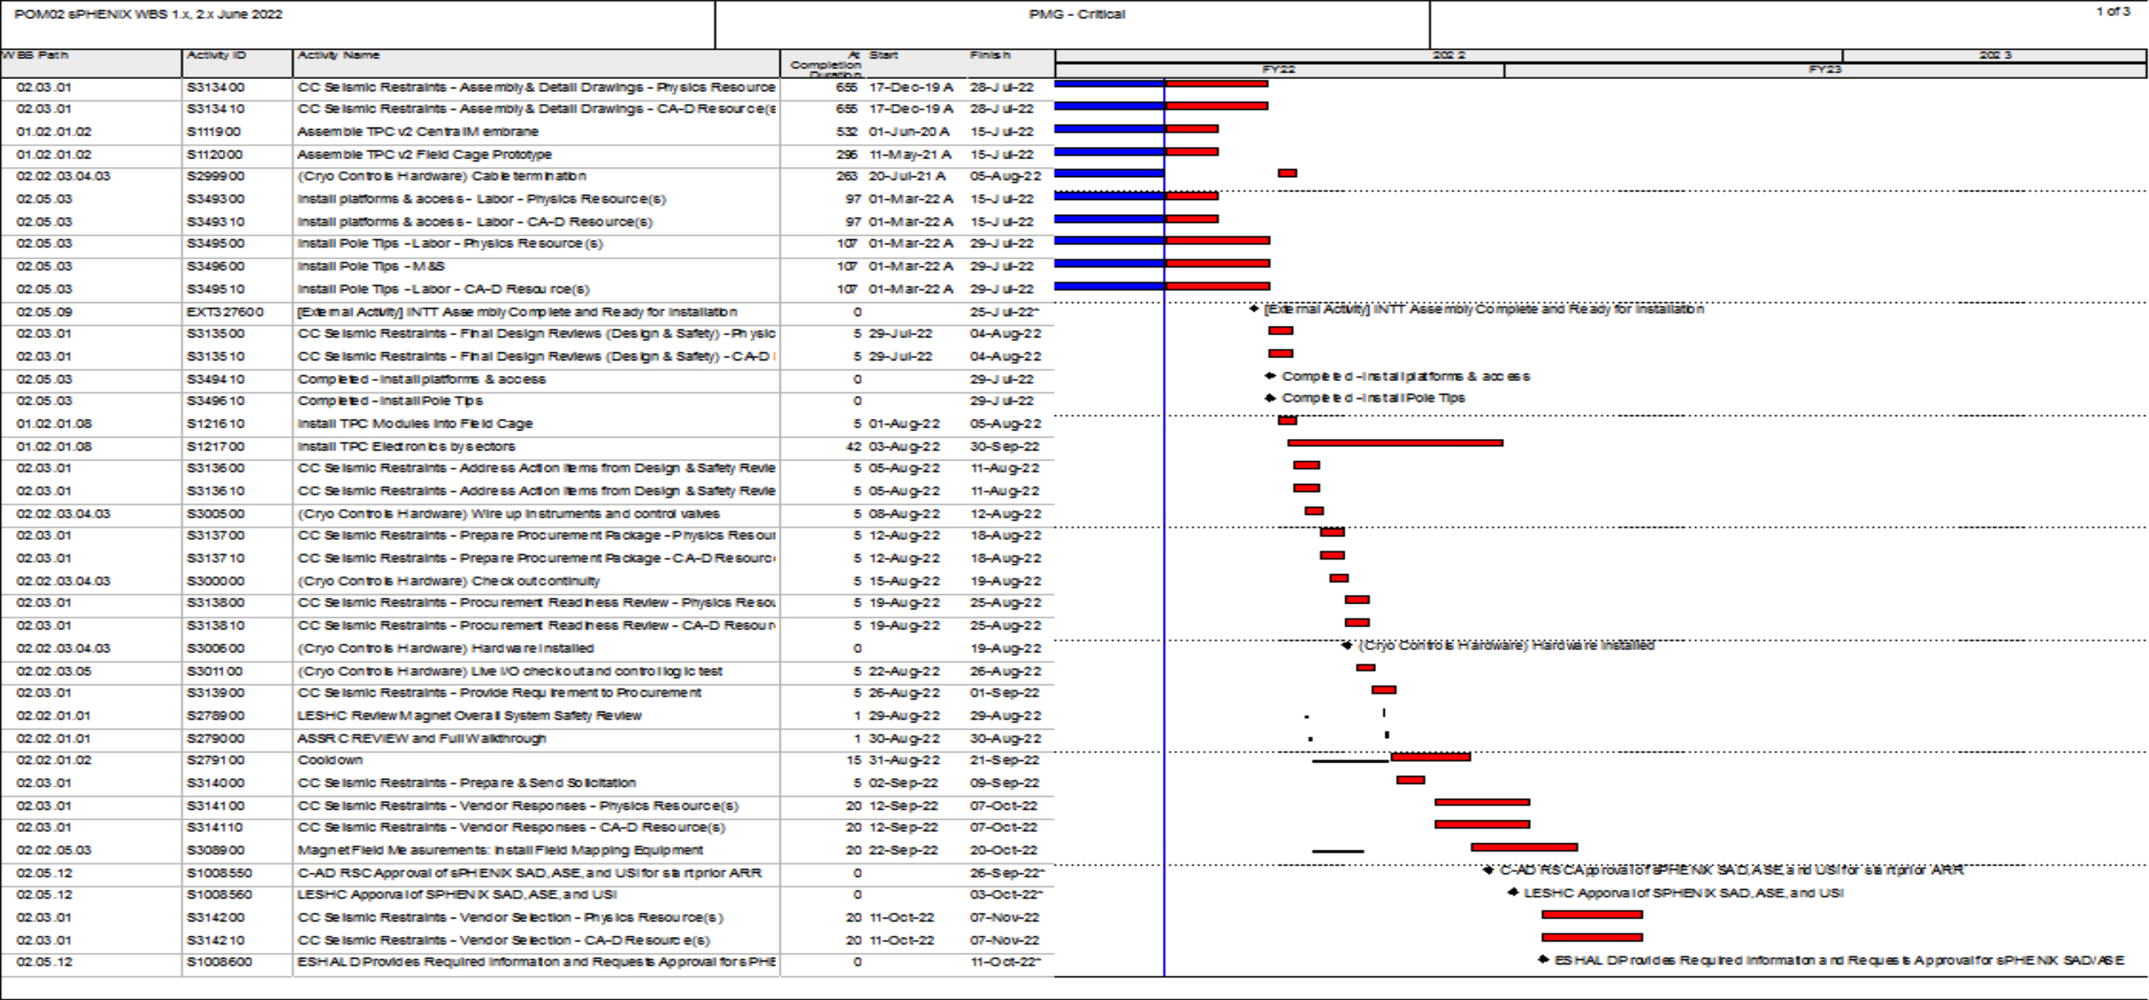 POM02 sPHENIX WBS 1.x, 2.x June 2022 PMG - Critical 1 of 3
WBS Path Activity ID Activity Name At Completion Duration Start Finish 2022 2023
FY22 FY23
02.03.01 S313400 CC Seismic Restraints - Assembly & Detail Drawings - Physics Resource 655 17-Dec-19 A 28-Jul-22
02.03.01 S313410 CC Seismic Restraints - Assembly & Detail Drawings - CA-D Resource(s 655 17-Dec-19 A 28-Jul-22
01.02.01.02 S111900 Assemble TPC v2 Central Membrane 532 01-Jun-20 A 15-Jul-22
01.02.01.02 S112000 Assemble TPC v2 Field Cage Prototype 296 11-May-21 A 15-Jul-22
02.02.03.04.03 S299900 (Cryo Controls Hardware) Cable termination 263 20-Jul-21 A 05-Aug-22
02.05.03 S349300 Install platforms & access - Labor - Physics Resource(s) 97 01-Mar-22 A 15-Jul-22
02.05.03 S349310 Install platforms & access - Labor - CA-D Resource(s) 97 01-Mar-22 A 15-Jul-22
02.05.03 S349500 Install Pole Tips - Labor - Physics Resource(s) 107 01-Mar-22 A 29-Jul-22
02.05.03 S349600 Install Pole Tips - M&S 107 01-Mar-22 A 29-Jul-22
02.05.03 S349510 Install Pole Tips - Labor - CA-D Resource(s) 107 01-Mar-22 A 29-Jul-22
02.05.09 EXT327600 [External Activity] INTT Assembly Complete and Ready for Installation 0 25-Jul-22* [External Activity] INTT Assembly Complete and Ready for Installation
02.03.01 S313500 CC Seismic Restraints - Final Design Reviews (Design & Safety) - Physic 5 29-Jul-22 04-Aug-22
02.03.01 S313510 CC Seismic Restraints - Final Design Reviews (Design & Safety) - CA-D 5 29-Jul-22 04-Aug-22
02.05.03 S349410 Completed - Install platforms & access 0 29-Jul-22 Completed - Install platforms & access
02.05.03 S349610 Completed - Install Pole Tips 0 29-Jul-22 Completed - Install Pole Tips
01.02.01.08 S121610 Install TPC Modules into Field Cage 5 01-Aug-22 05-Aug-22
01.02.01.08 S121700 Install TPC Electronics by sectors 42 03-Aug-22 30-Sep-22
02.03.01 S313600 CC Seismic Restraints - Address Action Items from Design & Safety Revie 5 05-Aug-22 11-Aug-22
02.03.01 S313610 CC Seismic Restraints - Address Action Items from Design & Safety Revie 5 05-Aug-22 11-Aug-22
02.02.03.04.03 S300500 (Cryo Controls Hardware) Wire up instruments and control valves 5 08-Aug-22 12-Aug-22
02.03.01 S313700 CC Seismic Restraints - Prepare Procurement Package - Physics Resour 5 12-Aug-22 18-Aug-22
02.03.01 S313710 CC Seismic Restraints - Prepare Procurement Package - CA-D Resource 5 12-Aug-22 18-Aug-22
02.02.03.04.03 S300000 (Cryo Controls Hardware) Check out continuity 5 15-Aug-22 19-Aug-22
02.03.01 S313800 CC Seismic Restraints - Procurement Readiness Review - Physics Resou 5 19-Aug-22 25-Aug-22
02.03.01 S313810 CC Seismic Restraints - Procurement Readiness Review - CA-D Resour 5 19-Aug-22 25-Aug-22
02.02.03.04.03 S300600 (Cryo Controls Hardware) Hardware Installed 0 19-Aug-22 (Cryo Controls Hardware) Hardware Installed
02.02.03.05 S301100 (Cryo Controls Hardware) Live I/O checkout and control logic test 5 22-Aug-22 26-Aug-22
02.03.01 S313900 CC Seismic Restraints - Provide Requirement to Procurement 5 26-Aug-22 01-Sep-22
02.02.01.01 S278900 LESHC Review Magnet Overall System Safety Review 1 29-Aug-22 29-Aug-22
02.02.01.01 S279000 ASSRC REVIEW and Full Walkthrough 1 30-Aug-22 30-Aug-22
02.02.01.02 S279100 Cooldown 15 31-Aug-22 21-Sep-22
02.03.01 S314000 CC Seismic Restraints - Prepare & Send Solicitation 5 02-Sep-22 09-Sep-22
02.03.01 S314100 CC Seismic Restraints - Vendor Responses - Physics Resource(s) 20 12-Sep-22 07-Oct-22
02.03.01 S314110 CC Seismic Restraints - Vendor Responses - CA-D Resource(s) 20 12-Sep-22 07-Oct-22
02.02.05.03 S308900 Magnet Field Measurements: Install Field Mapping Equipment 20 22-Sep-22 20-Oct-22
02.05.12 S1008550 C-AD RSC Approval of sPHENIX SAD, ASE, and USI for start prior ARR 0 26-Sep-22* C-AD RSC Approval of sPHENIX SAD, ASE, and USI for start prior ARR
02.05.12 S1008560 LESHC Apporval of SPHENIX SAD, ASE, and USI 0 03-Oct-22* LESHC Apporval of SPHENIX SAD, ASE, and USI
02.03.01 S314200 CC Seismic Restraints - Vendor Selection - Physics Resource(s) 20 11-Oct-22 07-Nov-22
02.03.01 S314210 CC Seismic Restraints - Vendor Selection - CA-D Resource(s) 20 11-Oct-22 07-Nov-22
02.05.12 S1008600 ESHALD Provides Required Information and Requests Approval for sPHE 0 11-Oct-22* ESHALD Provides Required Information and Requests Approval for sPHENIX SAD/ASE